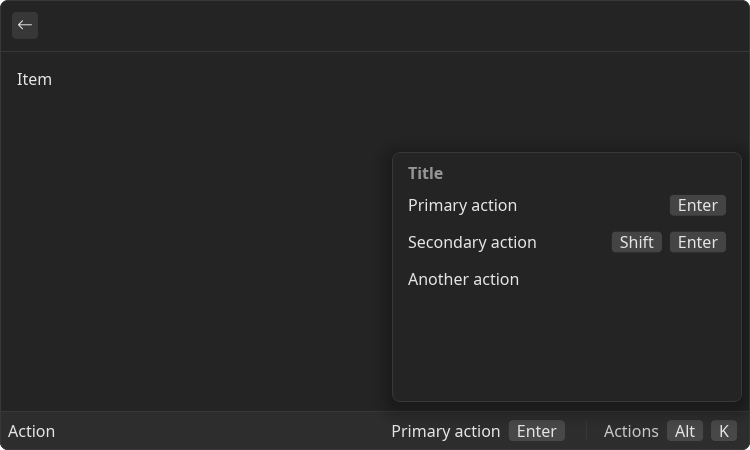 Item
Title
Primary action Enter
Secondary action Shift Enter
Another action
Action Primary action Enter Actions Alt K